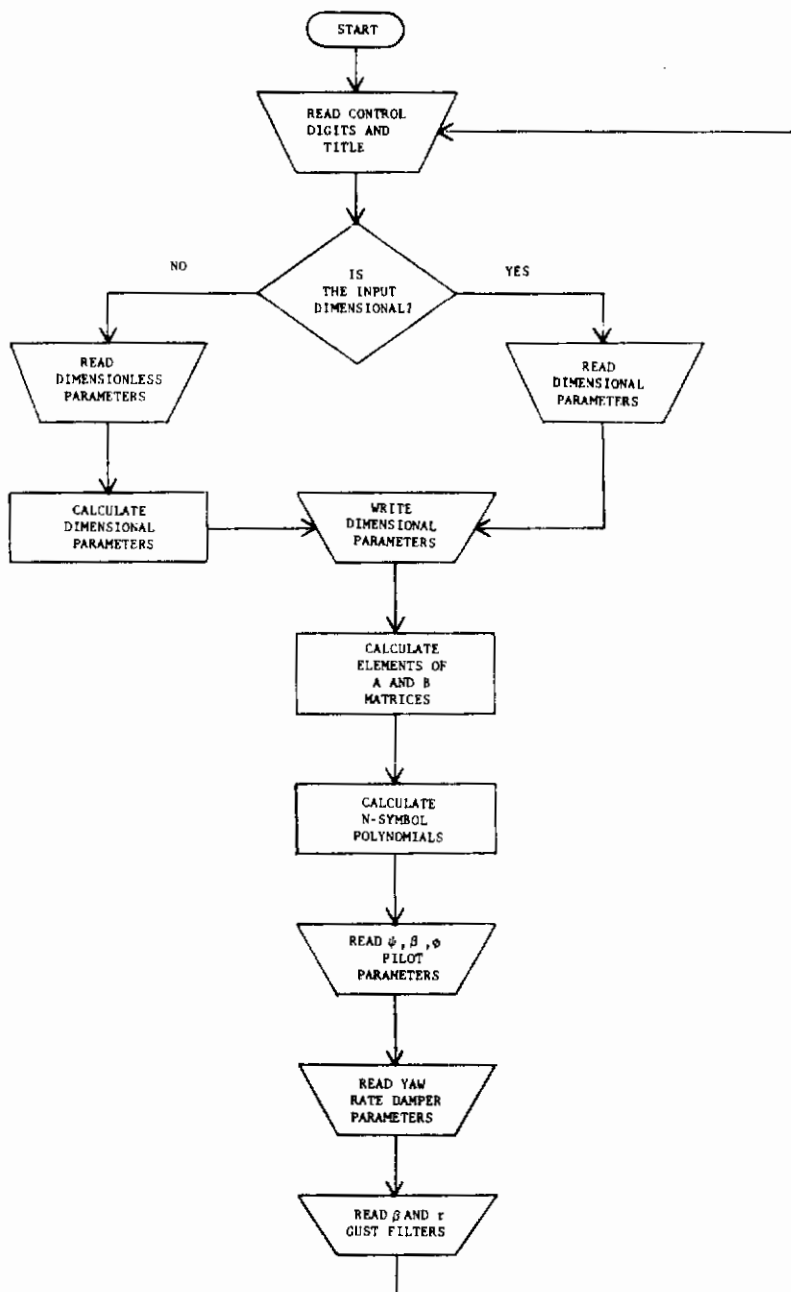 START
READ CONTROL
DIGITS AND
TITLE
NO
IS
THE INPUT
DIMENSIONAL?
YES
READ
DIMENSIONLESS
PARAMETERS
READ
DIMENSIONAL
PARAMETERS
CALCULATE
DIMENSIONAL
PARAMETERS
WRITE
DIMENSIONAL
PARAMETERS
CALCULATE
ELEMENTS OF
A AND B
MATRICES
CALCULATE
N-SYMBOL
POLYNOMIALS
READ ψ, β, φ
PILOT
PARAMETERS
READ YAW
RATE DAMPER
PARAMETERS
READ β AND r
GUST FILTERS